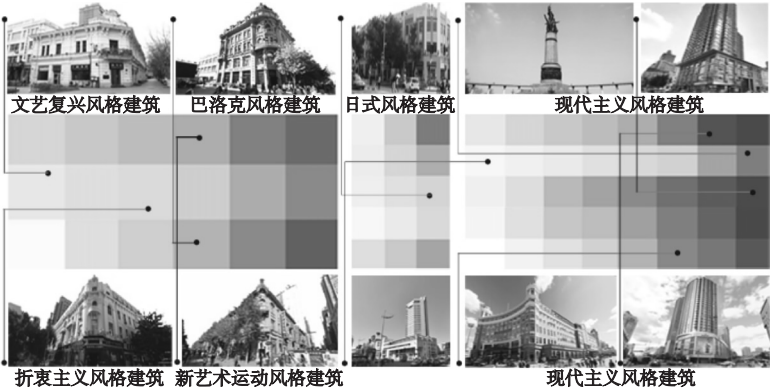 文艺复兴风格建筑
巴洛克风格建筑
日式风格建筑
现代主义风格建筑
折衷主义风格建筑
新艺术运动风格建筑
现代主义风格建筑